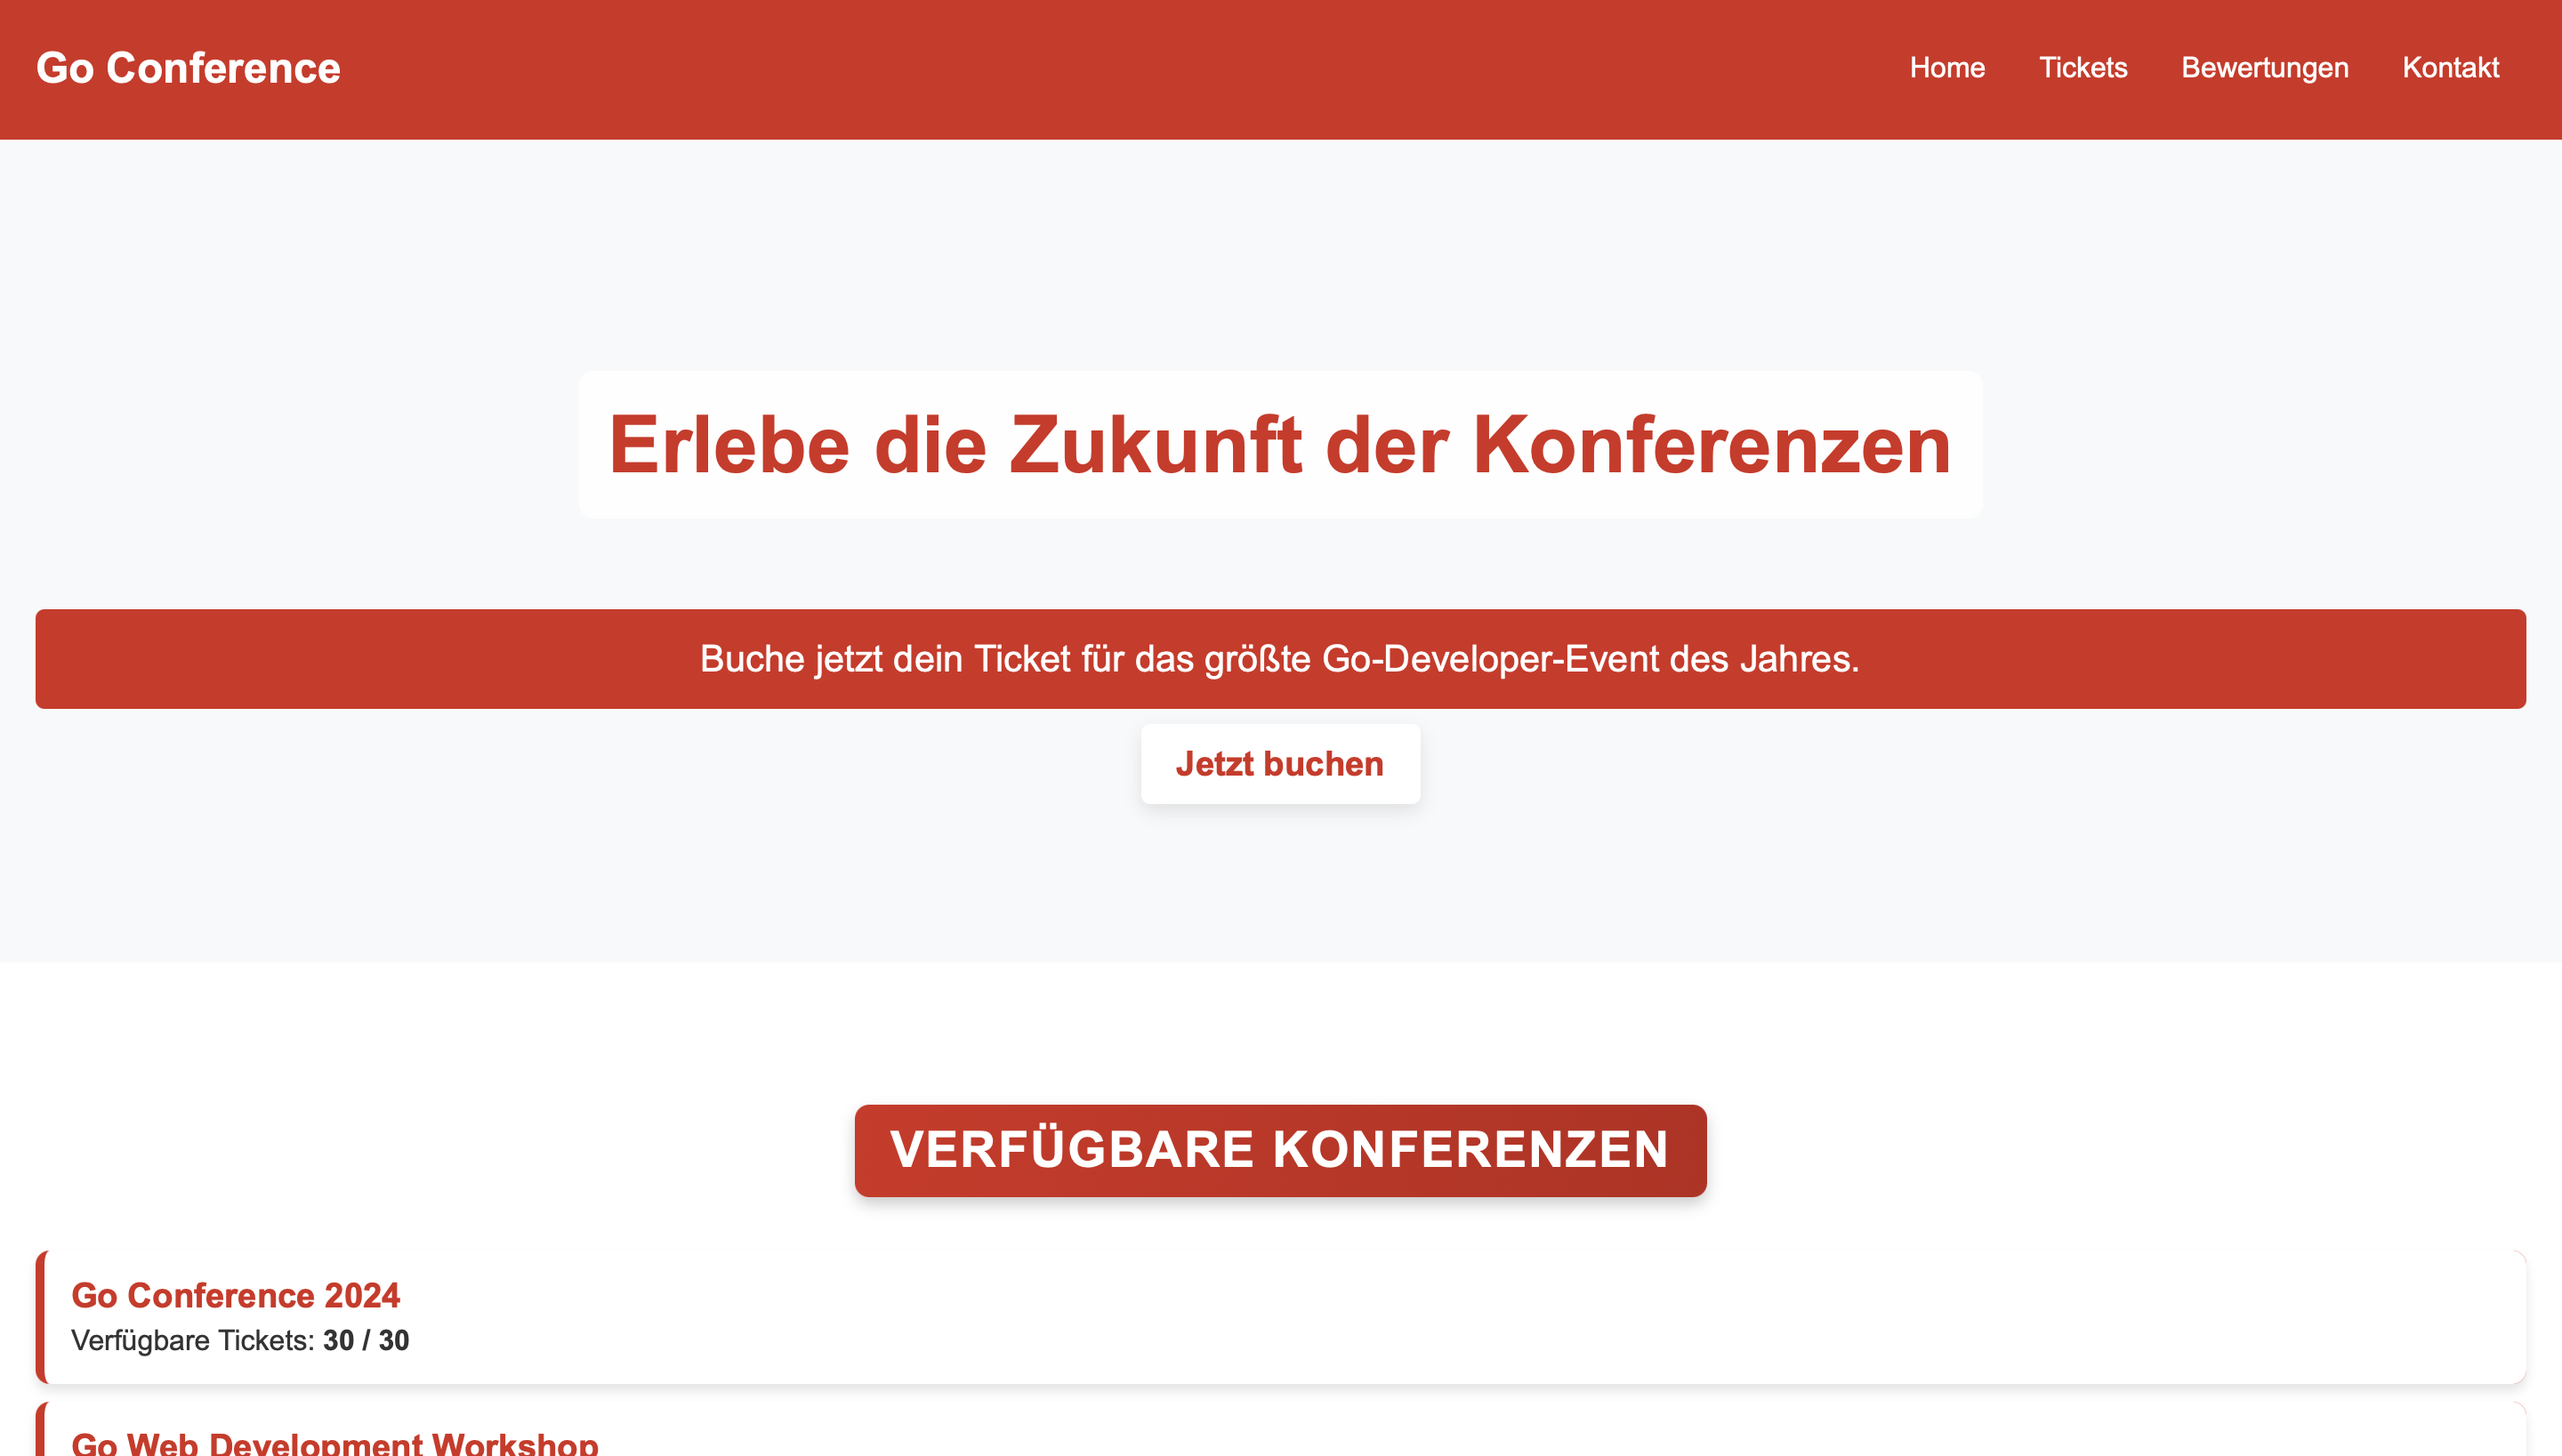 Go Conference
Home Tickets Bewertungen Kontakt
Erlebe die Zukunft der Konferenzen
Buche jetzt dein Ticket für das größte Go-Developer-Event des Jahres.
Jetzt buchen
VERFÜGBARE KONFERENZEN
Go Conference 2024
Verfügbare Tickets: 30 / 30
Go Web Development Workshop